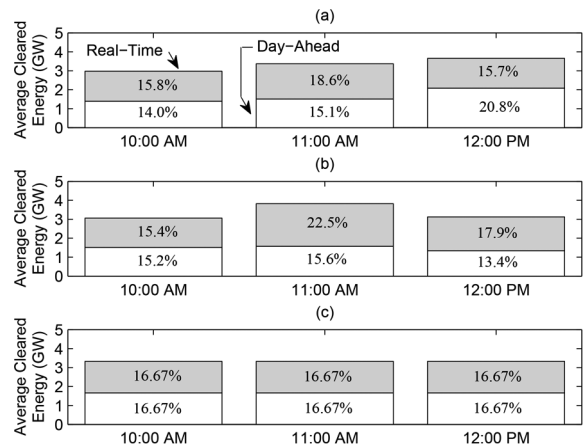 (a)
Average Cleared
Energy (GW)
5
4
3
2
1
0
Real-Time
Day-Ahead
15.8%
18.6%
15.7%
14.0%
15.1%
20.8%
10:00 AM
11:00 AM
12:00 PM
(b)
Average Cleared
Energy (GW)
5
4
3
2
1
0
15.4%
22.5%
17.9%
15.2%
15.6%
13.4%
10:00 AM
11:00 AM
12:00 PM
(c)
Average Cleared
Energy (GW)
5
4
3
2
1
0
16.67%
16.67%
16.67%
16.67%
16.67%
16.67%
10:00 AM
11:00 AM
12:00 PM